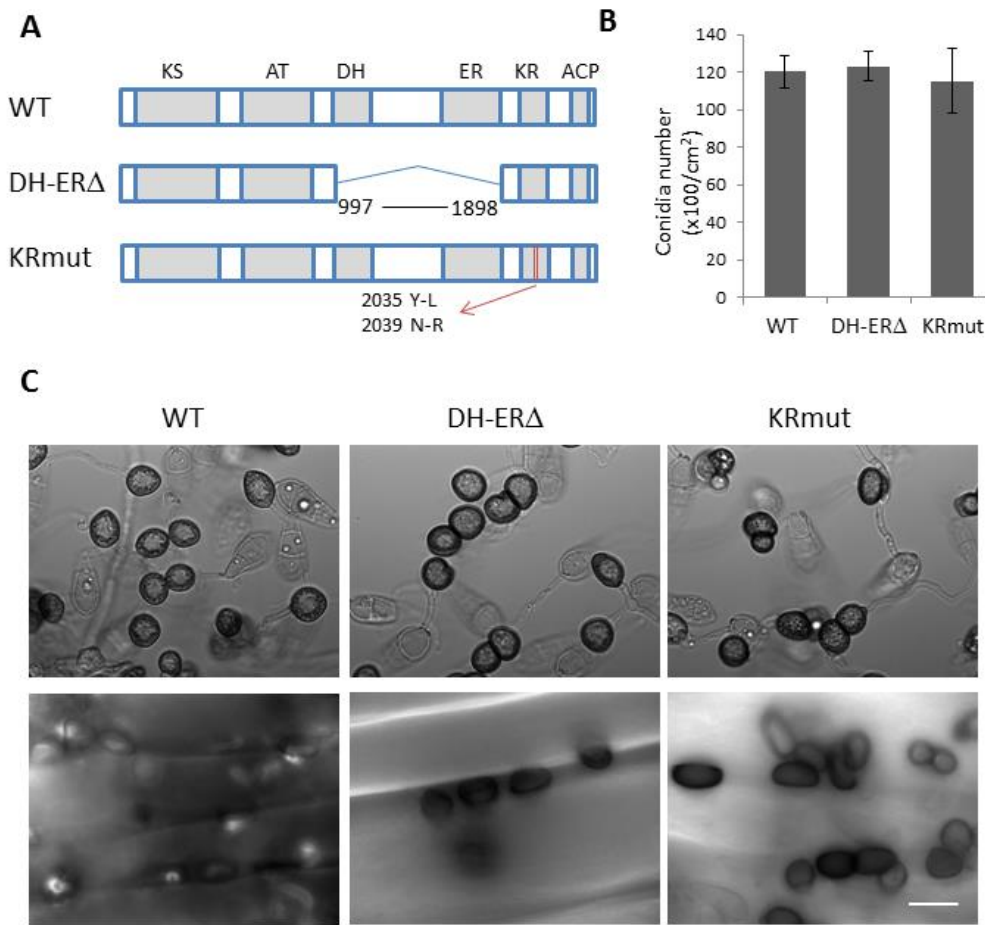 A
KS AT DH ER KR ACP
WT
DH-ERΔ
997 1898
KRmut
2035 Y-L
2039 N-R
B
Conidia number
(x100/cm²)
140
120
100
80
60
40
20
0
WT DH-ERΔ KRmut
C
WT DH-ERΔ KRmut